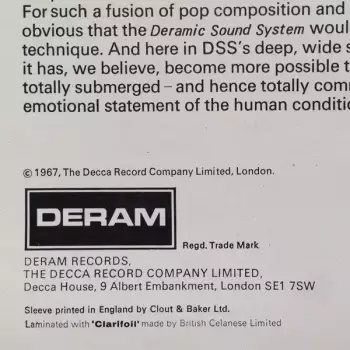 For such a fusion of pop composition and
obvious that the Deramic Sound System woul
technique. And here in DSS's deep, wide s
it has, we believe, become more possible t
totally submerged – and hence totally com
emotional statement of the human conditi
© 1967, The Decca Record Company Limited, London.
DERAM
Regd. Trade Mark
DERAM RECORDS,
THE DECCA RECORD COMPANY LIMITED,
Decca House, 9 Albert Embankment, London SE1 7SW
Sleeve printed in England by Clout & Baker Ltd.
Laminated with 'Clarifoil' made by British Celanese Limited